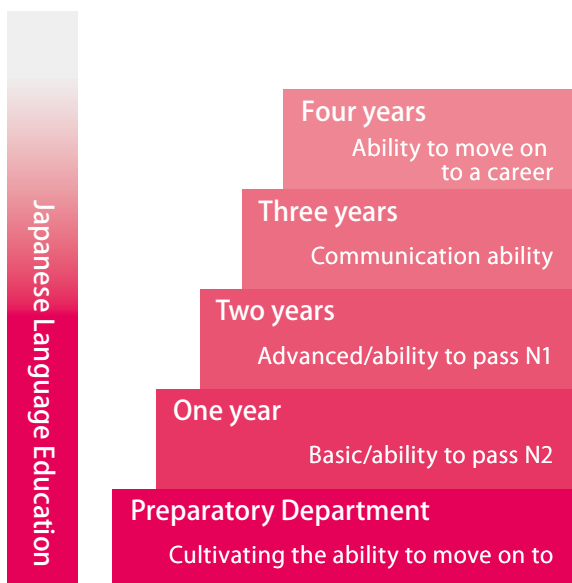 Japanese Language Education
Four years
Ability to move on
to a career
Three years
Communication ability
Two years
Advanced/ability to pass N1
One year
Basic/ability to pass N2
Preparatory Department
Cultivating the ability to move on to